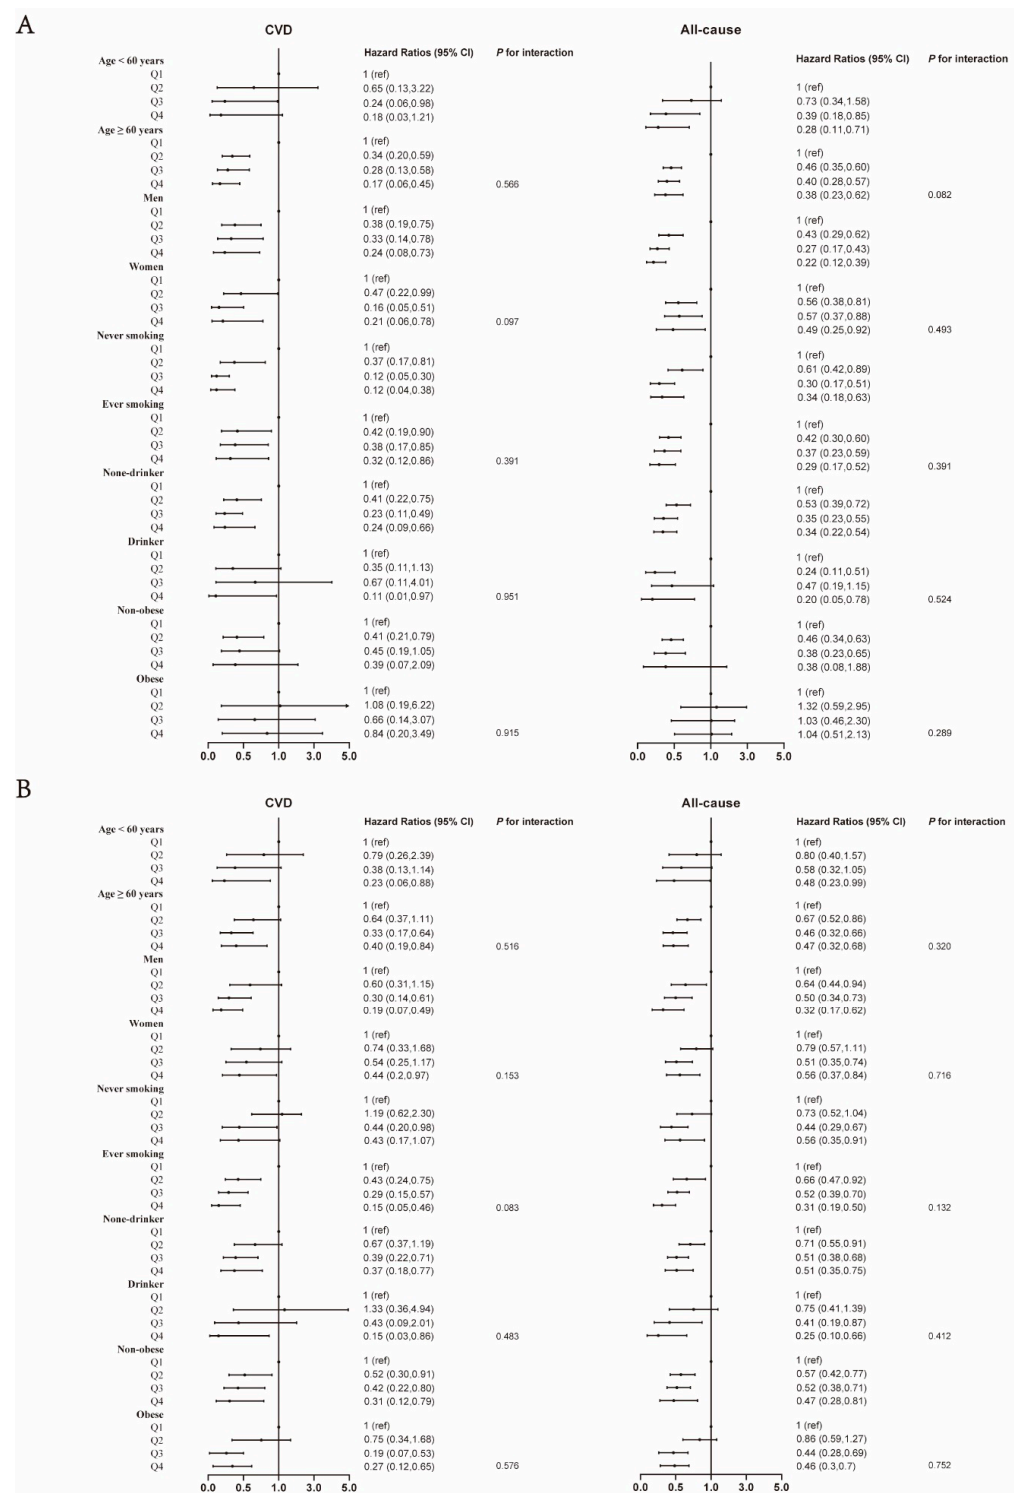 A
CVD
Hazard Ratios (95% CI) P for interaction
Age < 60 years
Q1 1 (ref)
Q2 0.65 (0.13,3.22)
Q3 0.24 (0.06,0.98)
Q4 0.18 (0.03,1.21)
Age ≥ 60 years
Q1 1 (ref)
Q2 0.34 (0.20,0.59)
Q3 0.28 (0.13,0.58)
Q4 0.17 (0.06,0.45) 0.566
Men
Q1 1 (ref)
Q2 0.38 (0.19,0.75)
Q3 0.33 (0.14,0.78)
Q4 0.24 (0.08,0.73)
Women
Q1 1 (ref)
Q2 0.47 (0.22,0.99)
Q3 0.16 (0.05,0.51)
Q4 0.21 (0.06,0.78) 0.097
Never smoking
Q1 1 (ref)
Q2 0.37 (0.17,0.81)
Q3 0.12 (0.05,0.30)
Q4 0.12 (0.04,0.38)
Ever smoking
Q1 1 (ref)
Q2 0.42 (0.19,0.90)
Q3 0.38 (0.17,0.85)
Q4 0.32 (0.12,0.86) 0.391
None-drinker
Q1 1 (ref)
Q2 0.41 (0.22,0.75)
Q3 0.23 (0.11,0.49)
Q4 0.24 (0.09,0.66)
Drinker
Q1 1 (ref)
Q2 0.35 (0.11,1.13)
Q3 0.67 (0.11,4.01)
Q4 0.11 (0.01,0.97) 0.951
Non-obese
Q1 1 (ref)
Q2 0.41 (0.21,0.79)
Q3 0.45 (0.19,1.05)
Q4 0.39 (0.07,2.09)
Obese
Q1 1 (ref)
Q2 1.08 (0.19,6.22)
Q3 0.66 (0.14,3.07)
Q4 0.84 (0.20,3.49) 0.915
0.0 0.5 1.0 3.0 5.0
All-cause
Hazard Ratios (95% CI) P for interaction
1 (ref)
0.73 (0.34,1.58)
0.39 (0.18,0.85)
0.28 (0.11,0.71)
1 (ref)
0.46 (0.35,0.60)
0.40 (0.28,0.57)
0.38 (0.23,0.62) 0.082
1 (ref)
0.43 (0.29,0.62)
0.27 (0.17,0.43)
0.22 (0.12,0.39)
1 (ref)
0.56 (0.38,0.81)
0.57 (0.37,0.88)
0.49 (0.25,0.92) 0.493
1 (ref)
0.61 (0.42,0.89)
0.30 (0.17,0.51)
0.34 (0.18,0.63)
1 (ref)
0.42 (0.30,0.60)
0.37 (0.23,0.59)
0.29 (0.17,0.52) 0.391
1 (ref)
0.53 (0.39,0.72)
0.35 (0.23,0.55)
0.34 (0.22,0.54)
1 (ref)
0.24 (0.11,0.51)
0.47 (0.19,1.15)
0.20 (0.05,0.78) 0.524
1 (ref)
0.46 (0.34,0.63)
0.38 (0.23,0.65)
0.38 (0.08,1.88)
1 (ref)
1.32 (0.59,2.95)
1.03 (0.46,2.30)
1.04 (0.51,2.13) 0.289
0.0 0.5 1.0 3.0 5.0
B
CVD
Hazard Ratios (95% CI) P for interaction
Age < 60 years
Q1 1 (ref)
Q2 0.79 (0.26,2.39)
Q3 0.38 (0.13,1.14)
Q4 0.23 (0.06,0.88)
Age ≥ 60 years
Q1 1 (ref)
Q2 0.64 (0.37,1.11)
Q3 0.33 (0.17,0.64)
Q4 0.40 (0.19,0.84) 0.516
Men
Q1 1 (ref)
Q2 0.60 (0.31,1.15)
Q3 0.30 (0.14,0.61)
Q4 0.19 (0.07,0.49)
Women
Q1 1 (ref)
Q2 0.74 (0.33,1.68)
Q3 0.54 (0.25,1.17)
Q4 0.44 (0.2,0.97) 0.153
Never smoking
Q1 1 (ref)
Q2 1.19 (0.62,2.30)
Q3 0.44 (0.20,0.98)
Q4 0.43 (0.17,1.07)
Ever smoking
Q1 1 (ref)
Q2 0.43 (0.24,0.75)
Q3 0.29 (0.15,0.57)
Q4 0.15 (0.05,0.46) 0.083
None-drinker
Q1 1 (ref)
Q2 0.67 (0.37,1.19)
Q3 0.39 (0.22,0.71)
Q4 0.37 (0.18,0.77)
Drinker
Q1 1 (ref)
Q2 1.33 (0.36,4.94)
Q3 0.43 (0.09,2.01)
Q4 0.15 (0.03,0.86) 0.483
Non-obese
Q1 1 (ref)
Q2 0.52 (0.30,0.91)
Q3 0.42 (0.22,0.80)
Q4 0.31 (0.12,0.79)
Obese
Q1 1 (ref)
Q2 0.75 (0.34,1.68)
Q3 0.19 (0.07,0.53)
Q4 0.27 (0.12,0.65) 0.576
0.0 0.5 1.0 3.0 5.0
All-cause
Hazard Ratios (95% CI) P for interaction
1 (ref)
0.80 (0.40,1.57)
0.58 (0.32,1.05)
0.48 (0.23,0.99)
1 (ref)
0.67 (0.52,0.86)
0.46 (0.32,0.66)
0.47 (0.32,0.68) 0.320
1 (ref)
0.64 (0.44,0.94)
0.50 (0.34,0.73)
0.32 (0.17,0.62)
1 (ref)
0.79 (0.57,1.11)
0.51 (0.35,0.74)
0.56 (0.37,0.84) 0.716
1 (ref)
0.73 (0.52,1.04)
0.44 (0.29,0.67)
0.56 (0.35,0.91)
1 (ref)
0.66 (0.47,0.92)
0.52 (0.39,0.70)
0.31 (0.19,0.50) 0.132
1 (ref)
0.71 (0.55,0.91)
0.51 (0.38,0.68)
0.51 (0.35,0.75)
1 (ref)
0.75 (0.41,1.39)
0.41 (0.19,0.87)
0.25 (0.10,0.66) 0.412
1 (ref)
0.57 (0.42,0.77)
0.52 (0.38,0.71)
0.47 (0.28,0.81)
1 (ref)
0.86 (0.59,1.27)
0.44 (0.28,0.69)
0.46 (0.3,0.7) 0.752
0.0 0.5 1.0 3.0 5.0